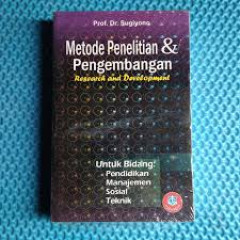 Prof. Dr. Sugiyono
Metode Penelitian &
Pengembangan
Research and Development
Untuk Bidang:
- Pendidikan
- Manajemen
- Sosial
- Teknik